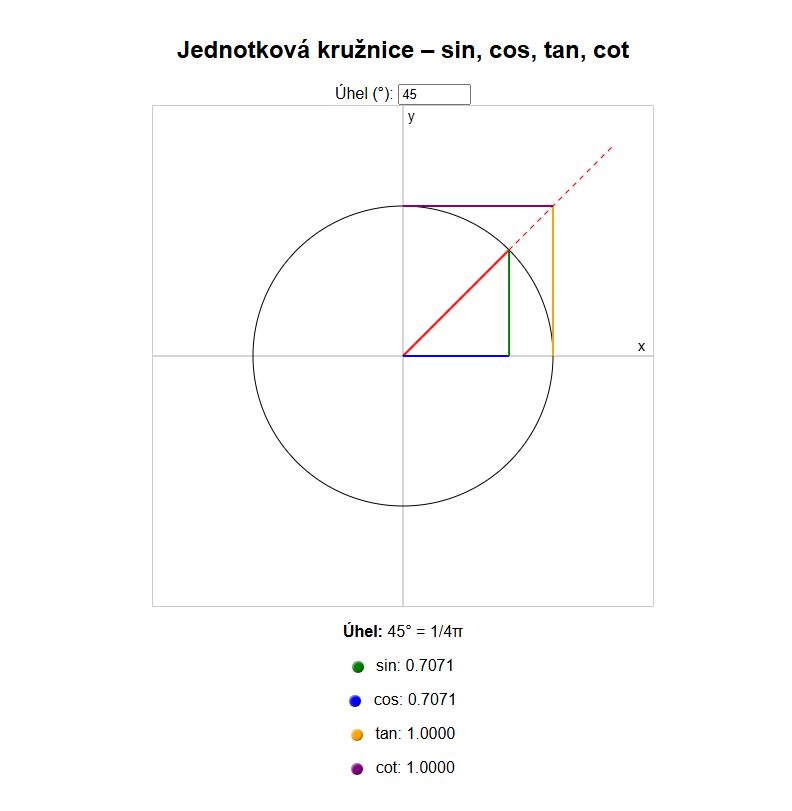 Jednotková kružnice – sin, cos, tan, cot
Úhel (°): 45
y
x
Úhel: 45° = 1/4π
sin: 0.7071
cos: 0.7071
tan: 1.0000
cot: 1.0000